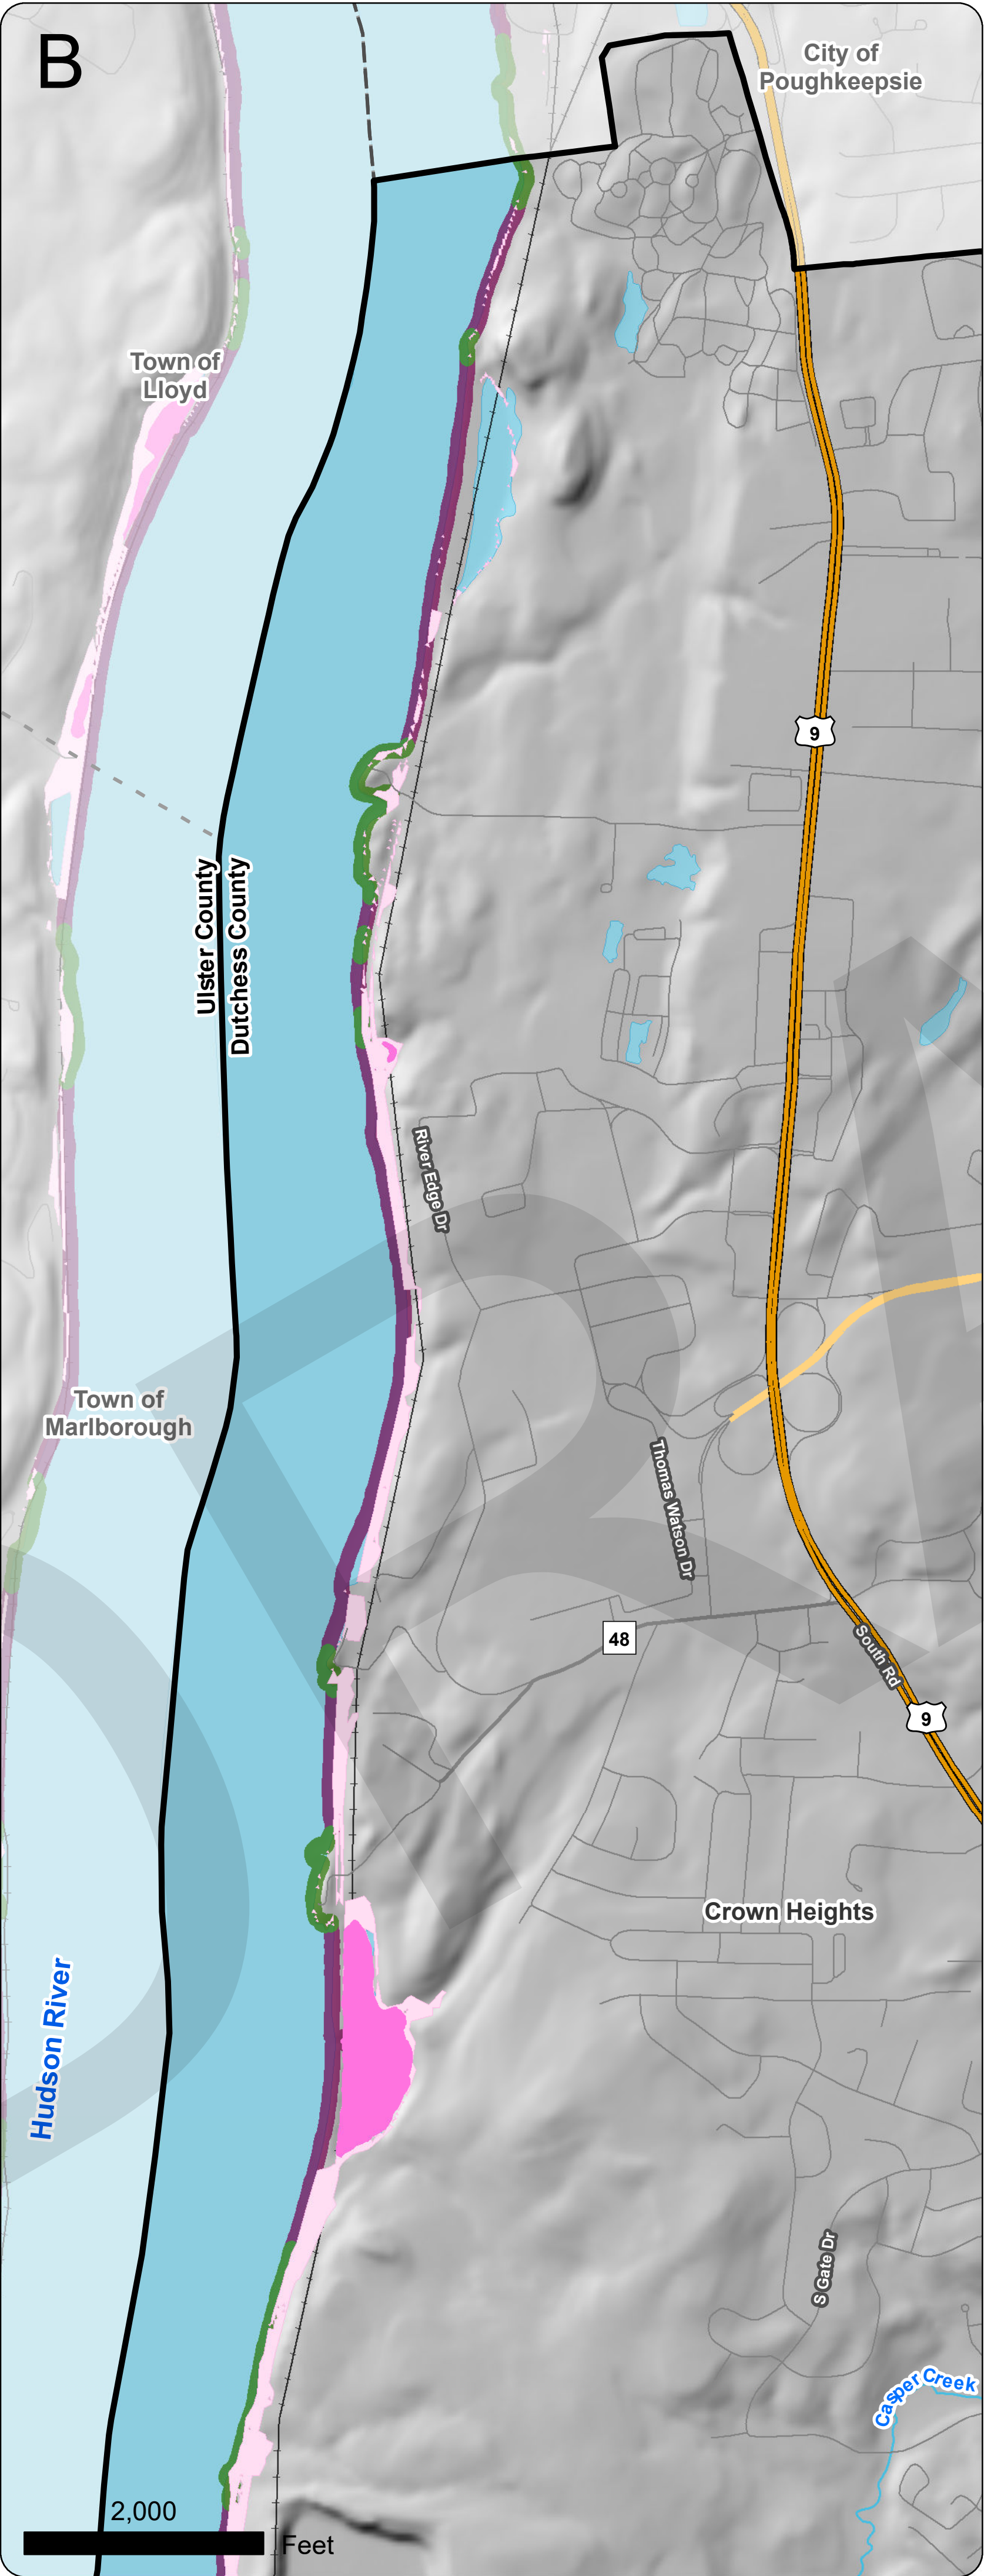 B
City of
Poughkeepsie
Town of
Lloyd
9
Ulster County
Dutchess County
River Edge Dr
Town of
Marlborough
Thomas Watson Dr
48
South Rd
9
Crown Heights
Hudson River
S Gate Dr
Casper Creek
2,000
Feet